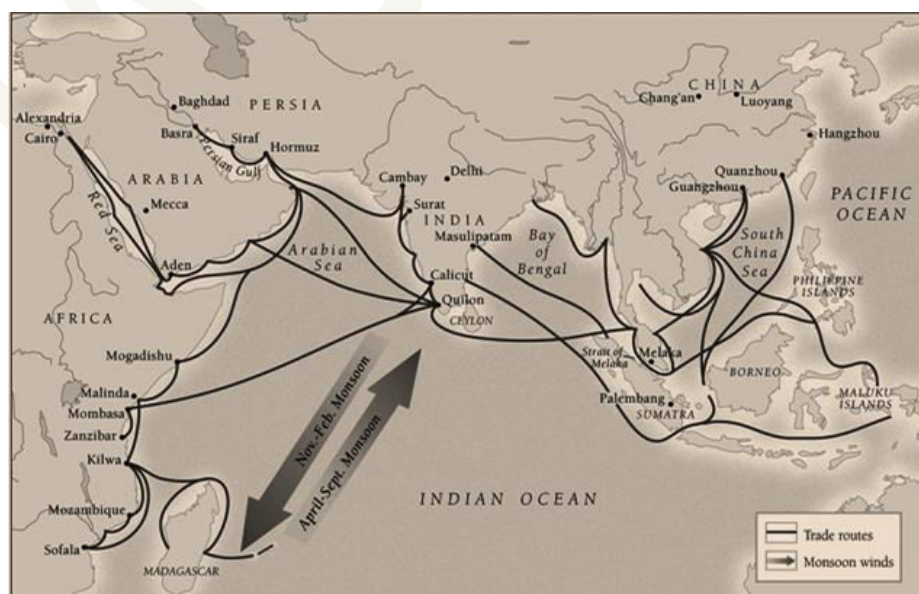 CHINA
Chang'an
Luoyang
Baghdad
PERSIA
Alexandria
Cairo
Basra
Siraf
Hormuz
Persian Gulf
Hangzhou
Quanzhou
Guangzhou
ARABIA
Mecca
Red Sea
Cambay
Delhi
Surat
INDIA
Masulipatam
PACIFIC
OCEAN
Bay
of
Bengal
South
China
Sea
Arabian
Sea
Aden
AFRICA
Calicut
Quilon
CEYLON
PHILIPPINE
ISLANDS
Mogadishu
Strait of
Melaka
Melaka
BORNEO
Malinda
Mombasa
Zanzibar
Palembang
SUMATRA
MALUKU
ISLANDS
Kilwa
Nov.-Feb. Monsoon
April-Sept. Monsoon
INDIAN OCEAN
Mozambique
Sofala
MADAGASCAR
Trade routes
Monsoon winds